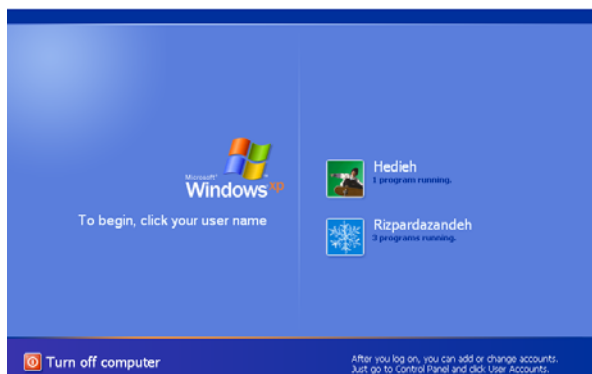 Microsoft®
Windows xp
To begin, click your user name
Hedieh
1 program running.
Rizpardazandeh
3 programs running.
Turn off computer
After you log on, you can add or change accounts.
Just go to Control Panel and click User Accounts.